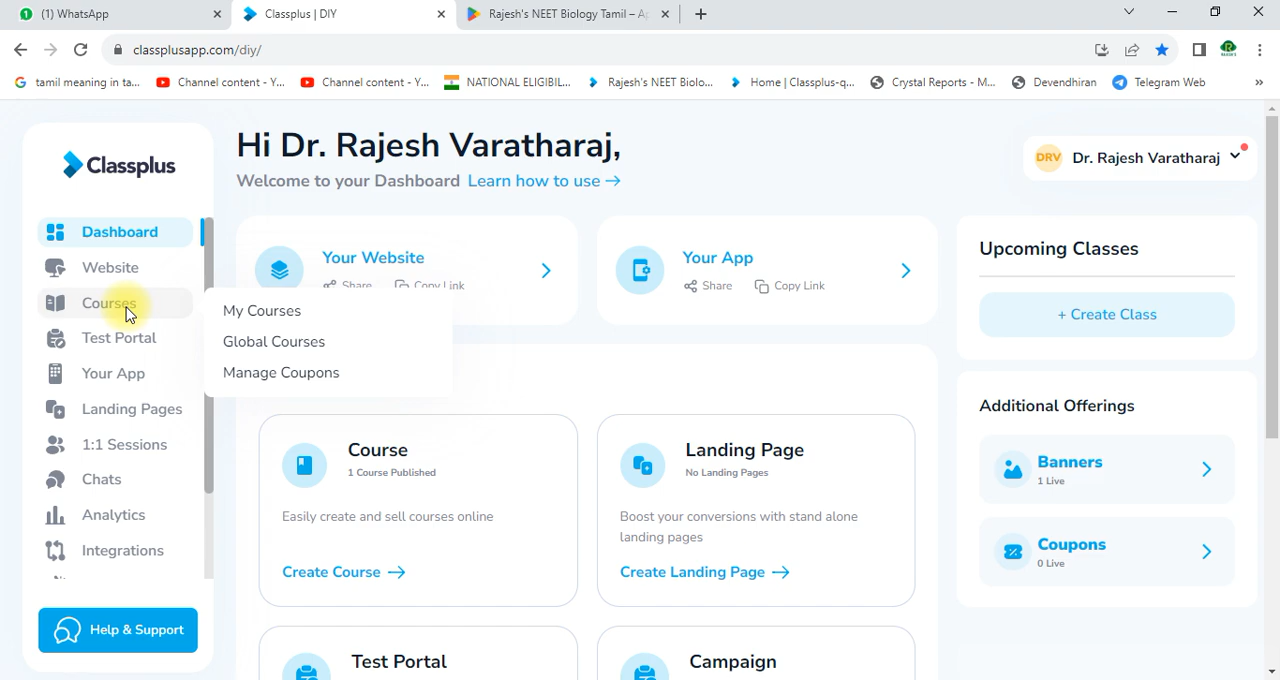 (1) WhatsApp
Classplus | DIY
Rajesh's NEET Biology Tamil – Ap
classplusapp.com/diy/
tamil meaning in ta...
Channel content - Y...
Channel content - Y...
NATIONAL ELIGIBIL...
Rajesh's NEET Biolo...
Home | Classplus-q...
Crystal Reports - M...
Devendhiran
Telegram Web
»
Classplus
Hi Dr. Rajesh Varatharaj,
Welcome to your Dashboard Learn how to use →
DRV Dr. Rajesh Varatharaj
Dashboard
Website
Courses
Test Portal
Your App
Landing Pages
1:1 Sessions
Chats
Analytics
Integrations
Help & Support
My Courses
Global Courses
Manage Coupons
Your Website
Share Copy Link
Your App
Share Copy Link
Course
1 Course Published
Easily create and sell courses online
Create Course →
Landing Page
No Landing Pages
Boost your conversions with stand alone
landing pages
Create Landing Page →
Test Portal
Campaign
Upcoming Classes
+ Create Class
Additional Offerings
Banners
1 Live
Coupons
0 Live